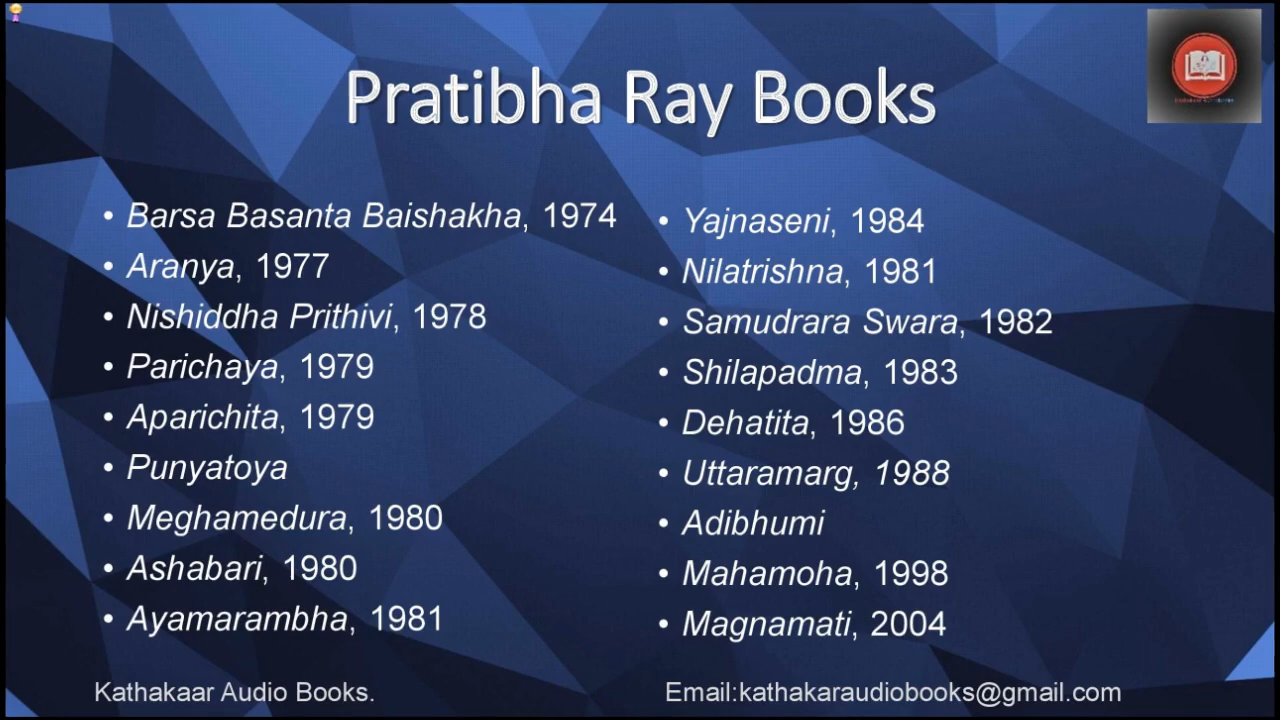 Pratibha Ray Books
• Barsa Basanta Baishakha, 1974
• Aranya, 1977
• Nishiddha Prithivi, 1978
• Parichaya, 1979
• Aparichita, 1979
• Punyatoya
• Meghamedura, 1980
• Ashabari, 1980
• Ayamarambha, 1981
• Yajnaseni, 1984
• Nilatrishna, 1981
• Samudrara Swara, 1982
• Shilapadma, 1983
• Dehatita, 1986
• Uttaramarg, 1988
• Adibhumi
• Mahamoha, 1998
• Magnamati, 2004
Kathakaar Audio Books.
Email:kathakaraudiobooks@gmail.com